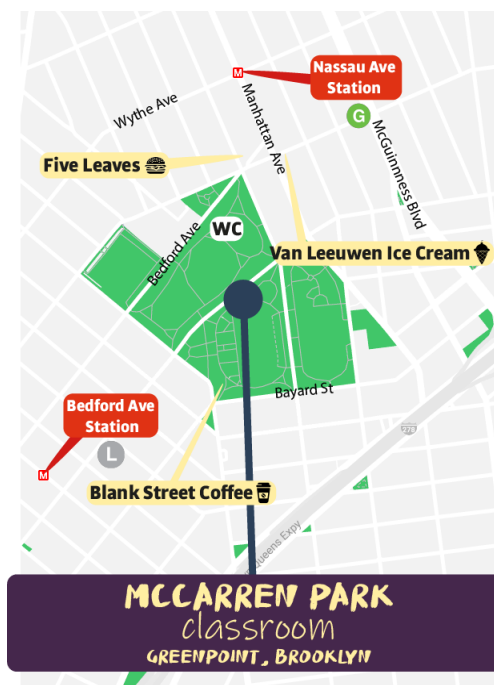 Nassau Ave
Station
M
G
Wythe Ave
Manhattan Ave
McGuinness Blvd
Five Leaves
WC
Bedford Ave
Van Leeuwen Ice Cream
Bayard St
Bedford Ave
Station
L
M
278
Blank Street Coffee
Queens Expy
MCCARREN PARK
classroom
GREENPOINT, BROOKLYN